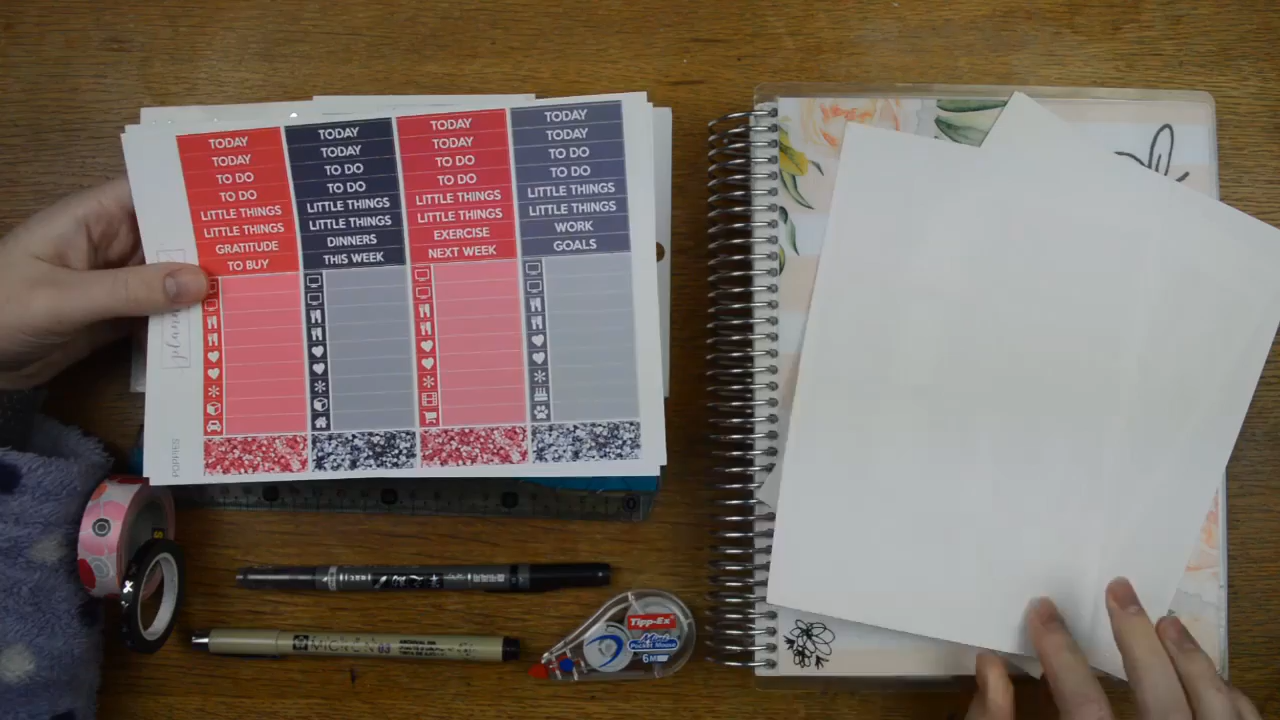 TODAY
TODAY
TO DO
TO DO
LITTLE THINGS
LITTLE THINGS
GRATITUDE
TO BUY
TODAY
TODAY
TO DO
TO DO
LITTLE THINGS
LITTLE THINGS
DINNERS
THIS WEEK
TODAY
TODAY
TO DO
TO DO
LITTLE THINGS
LITTLE THINGS
EXERCISE
NEXT WEEK
TODAY
TODAY
TO DO
TO DO
LITTLE THINGS
LITTLE THINGS
WORK
GOALS
POPPIES
MICRON 03
Tipp-Ex
Mini
Pocket Mouse
6 M